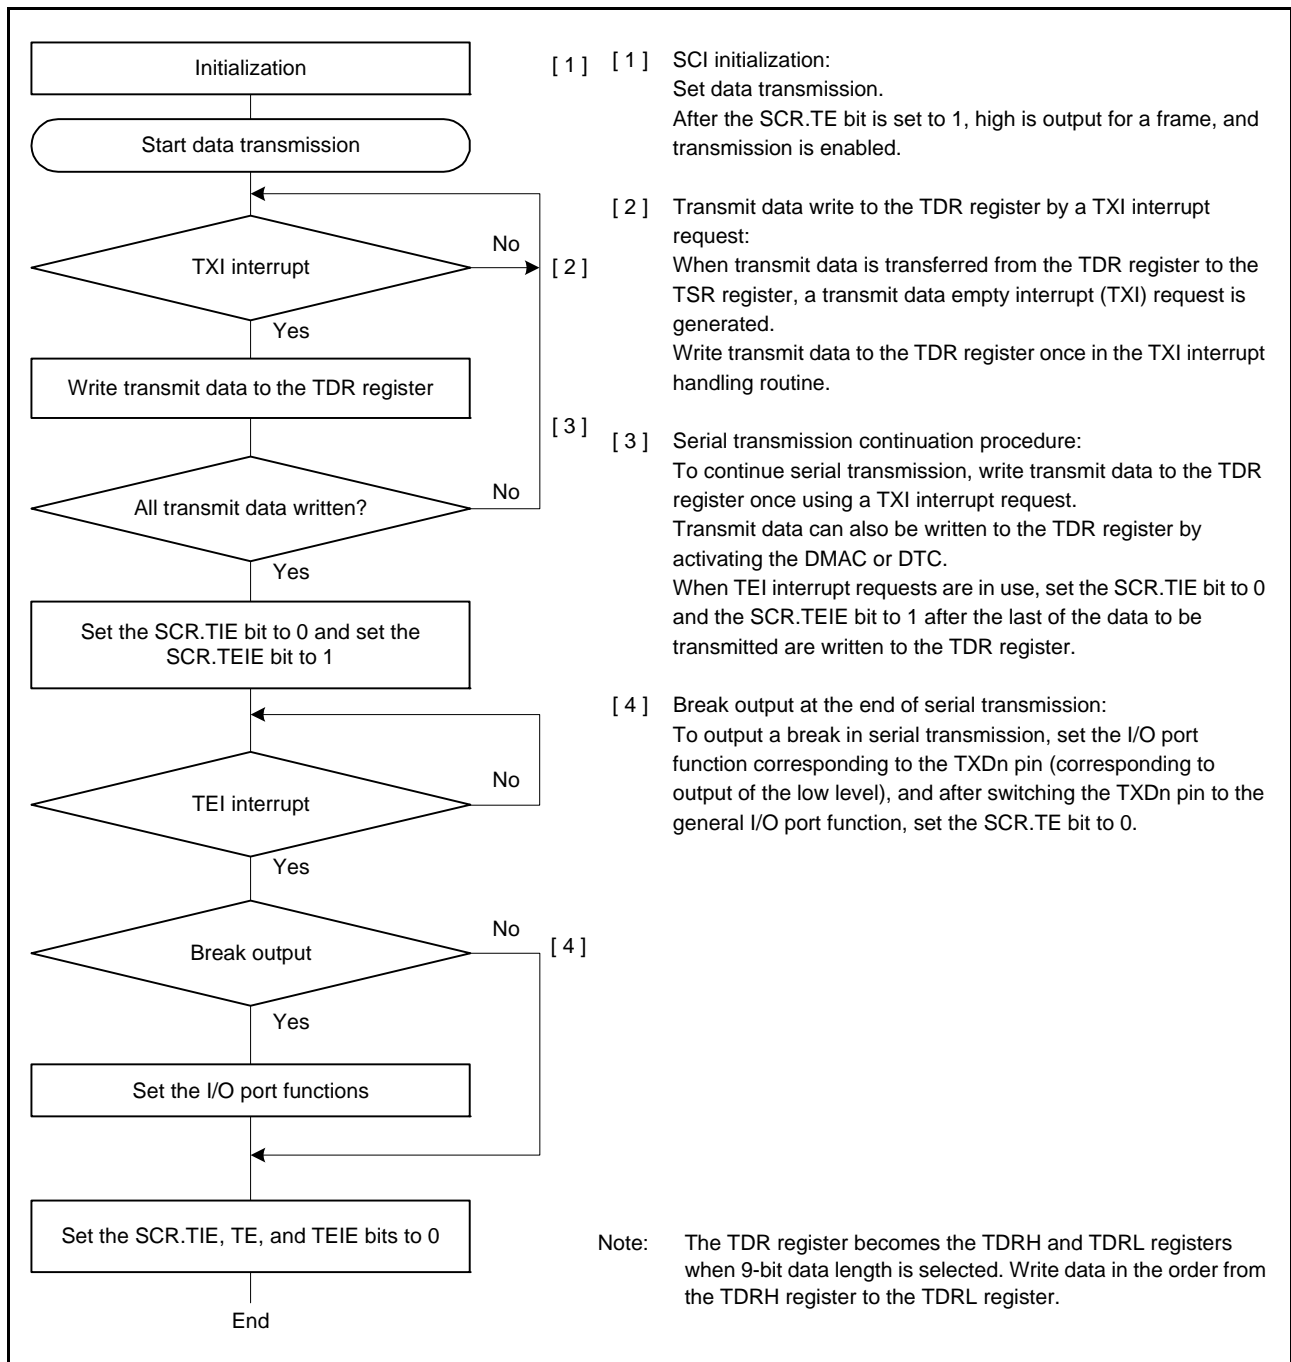 Initialization
[ 1 ]
Start data transmission
TXI interrupt
No
[ 2 ]
Yes
Write transmit data to the TDR register
[ 3 ]
All transmit data written?
No
Yes
Set the SCR.TIE bit to 0 and set the
SCR.TEIE bit to 1
TEI interrupt
No
Yes
Break output
No
[ 4 ]
Yes
Set the I/O port functions
Set the SCR.TIE, TE, and TEIE bits to 0
End
[ 1 ] SCI initialization:
Set data transmission.
After the SCR.TE bit is set to 1, high is output for a frame, and
transmission is enabled.
[ 2 ] Transmit data write to the TDR register by a TXI interrupt
request:
When transmit data is transferred from the TDR register to the
TSR register, a transmit data empty interrupt (TXI) request is
generated.
Write transmit data to the TDR register once in the TXI interrupt
handling routine.
[ 3 ] Serial transmission continuation procedure:
To continue serial transmission, write transmit data to the TDR
register once using a TXI interrupt request.
Transmit data can also be written to the TDR register by
activating the DMAC or DTC.
When TEI interrupt requests are in use, set the SCR.TIE bit to 0
and the SCR.TEIE bit to 1 after the last of the data to be
transmitted are written to the TDR register.
[ 4 ] Break output at the end of serial transmission:
To output a break in serial transmission, set the I/O port
function corresponding to the TXDn pin (corresponding to
output of the low level), and after switching the TXDn pin to the
general I/O port function, set the SCR.TE bit to 0.
Note: The TDR register becomes the TDRH and TDRL registers
when 9-bit data length is selected. Write data in the order from
the TDRH register to the TDRL register.